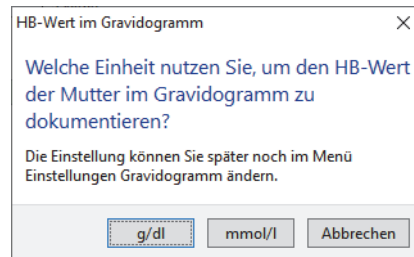 HB-Wert im Gravidogramm
Welche Einheit nutzen Sie, um den HB-Wert
der Mutter im Gravidogramm zu
dokumentieren?
Die Einstellung können Sie später noch im Menü
Einstellungen Gravidogramm ändern.
g/dl mmol/l Abbrechen